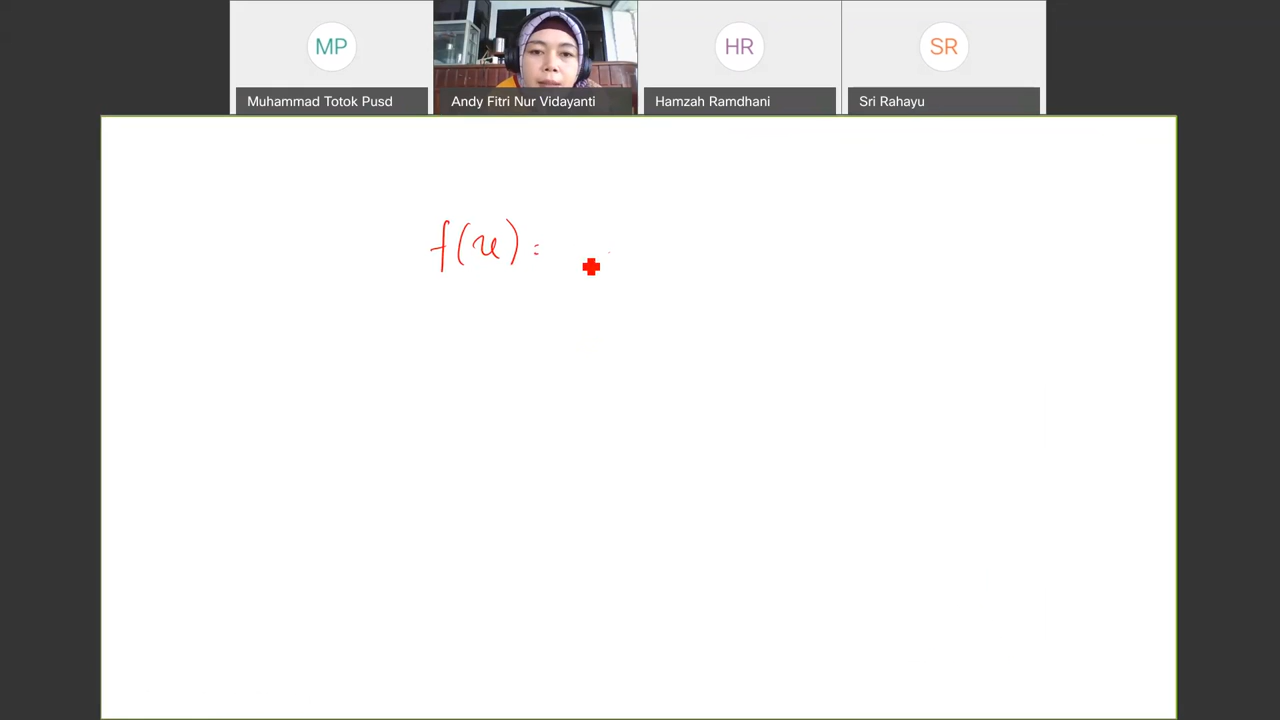 MP
HR
SR
Muhammad Totok Pusd
Andy Fitri Nur Vidayanti
Hamzah Ramdhani
Sri Rahayu
f(x) =